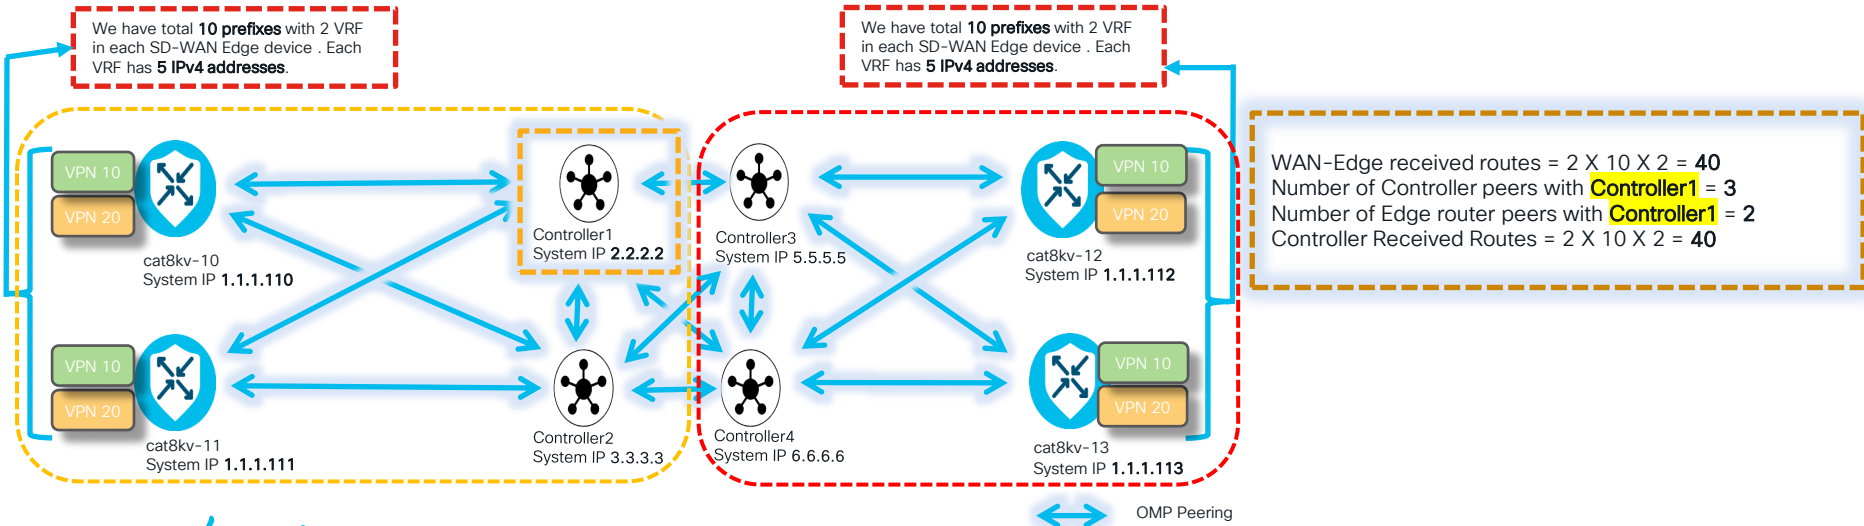 We have total 10 prefixes with 2 VRF
in each SD-WAN Edge device . Each
VRF has 5 IPv4 addresses.
We have total 10 prefixes with 2 VRF
in each SD-WAN Edge device . Each
VRF has 5 IPv4 addresses.
VPN 10
VPN 20
cat8kv-10
System IP 1.1.1.110
Controller1
System IP 2.2.2.2
Controller3
System IP 5.5.5.5
VPN 10
VPN 20
cat8kv-12
System IP 1.1.1.112
WAN-Edge received routes = 2 X 10 X 2 = 40
Number of Controller peers with Controller1 = 3
Number of Edge router peers with Controller1 = 2
Controller Received Routes = 2 X 10 X 2 = 40
VPN 10
VPN 20
cat8kv-11
System IP 1.1.1.111
Controller2
System IP 3.3.3.3
Controller4
System IP 6.6.6.6
VPN 10
VPN 20
cat8kv-13
System IP 1.1.1.113
OMP Peering